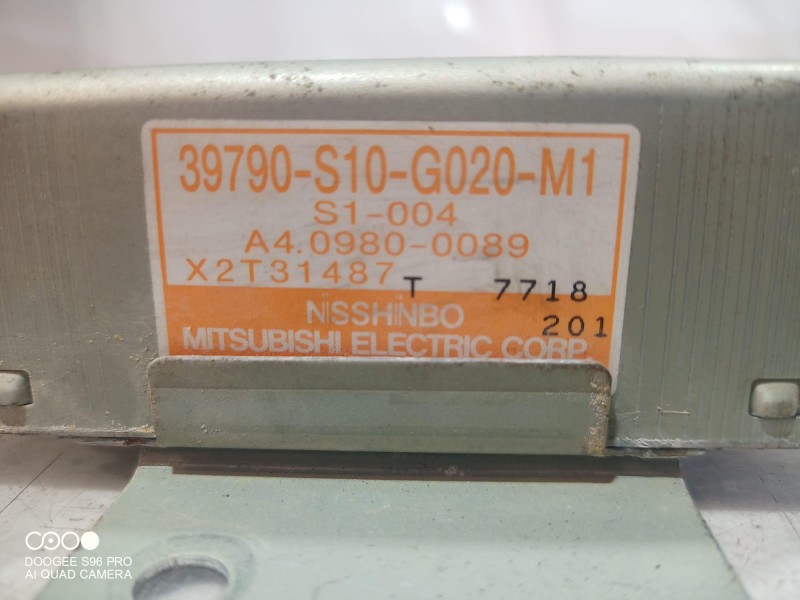 39790-S10-G020-M1
S1-004
A4.0980-0089
X2T31487 T 7718
NISSHINBO 201
MITSUBISHI ELECTRIC CORP.
DOOGEE S96 PRO
AI QUAD CAMERA